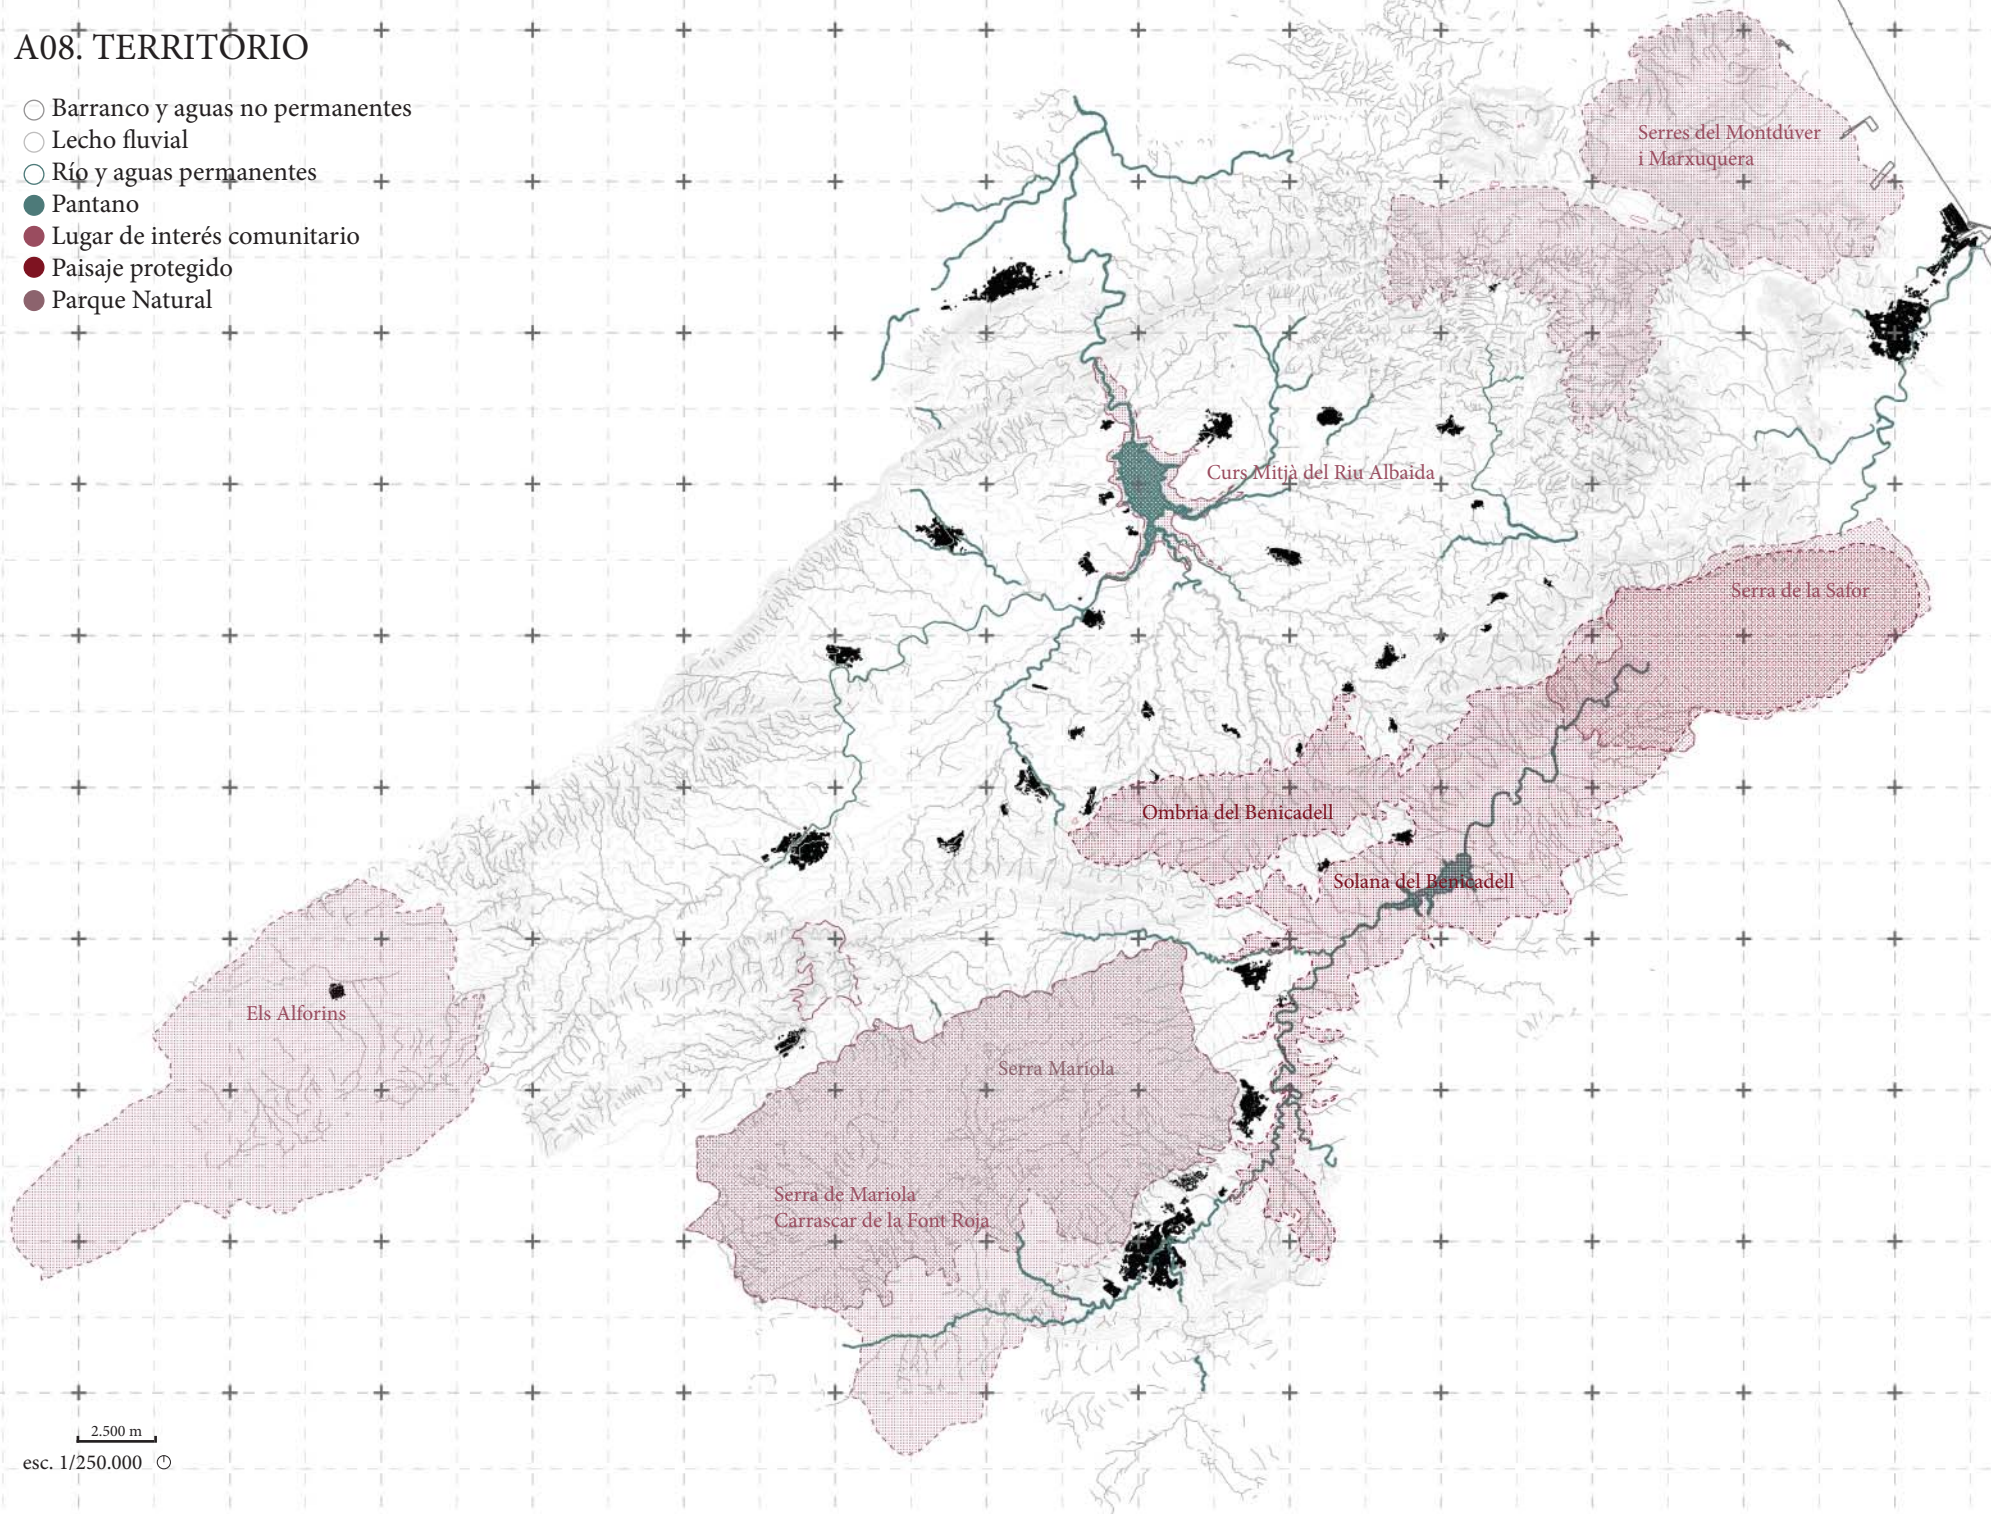 A08. TERRITORIO
Barranco y aguas no permanentes
Lecho fluvial
Río y aguas permanentes
Pantano
Lugar de interés comunitario
Paisaje protegido
Parque Natural
Serres del Montdúver
i Marxuquera
Curs Mitjà del Riu Albaida
Serra de la Safor
Ombria del Benicadell
Solana del Benicadell
Els Alforins
Serra Mariola
Serra de Mariola
Carrascar de la Font Roja
2.500 m
esc. 1/250.000